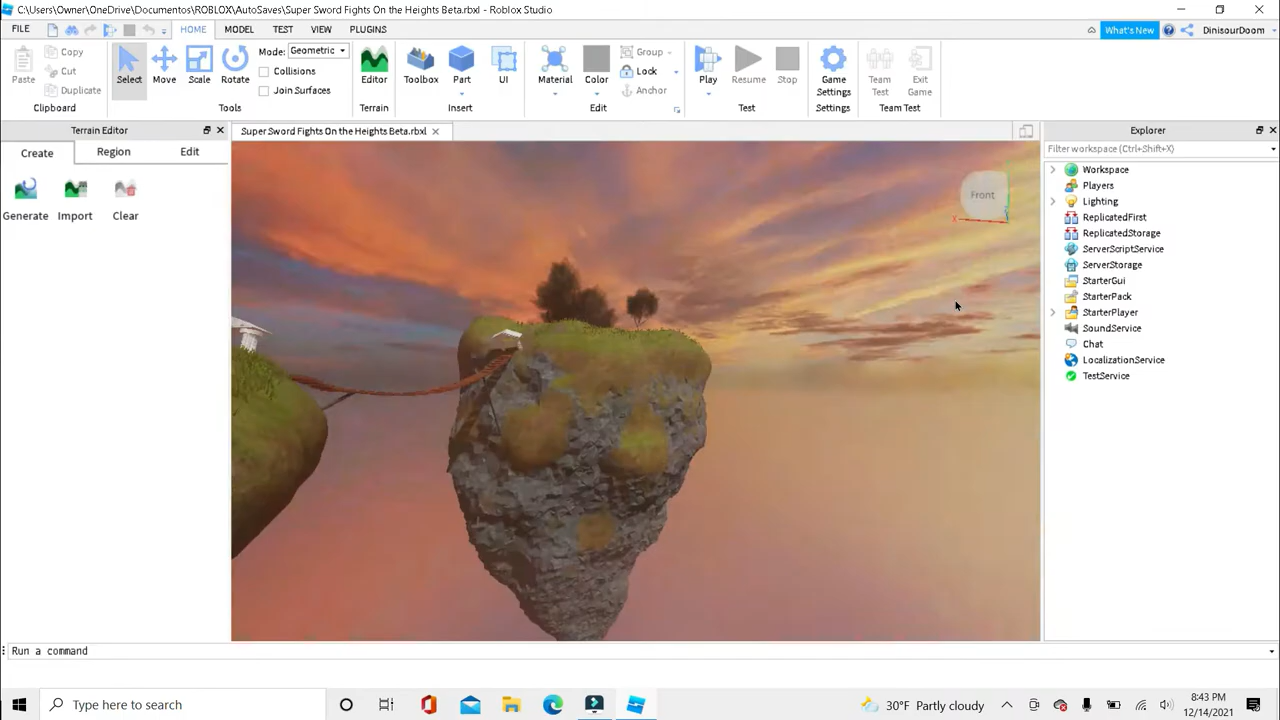 C:\Users\Owner\OneDrive\Documentos\ROBLOX\AutoSaves\Super Sword Fights On the Heights Beta.rbxl - Roblox Studio
FILE HOME MODEL TEST VIEW PLUGINS What's New DinisourDoom
Paste Copy Cut Duplicate Select Move Scale Rotate Mode: Geometric Collisions Join Surfaces Editor Toolbox Part UI Material Color Group Lock Anchor Play Resume Stop Game Settings Team Test Exit Game
Clipboard Tools Terrain Insert Edit Test Settings Team Test
Terrain Editor
Create Region Edit
Generate Import Clear
Super Sword Fights On the Heights Beta.rbxl
Front
X
Explorer
Filter workspace (Ctrl+Shift+X)
Workspace
Players
Lighting
ReplicatedFirst
ReplicatedStorage
ServerScriptService
ServerStorage
StarterGui
StarterPack
StarterPlayer
SoundService
Chat
LocalizationService
TestService
Run a command
Type here to search
30°F Partly cloudy
8:43 PM
12/14/2021